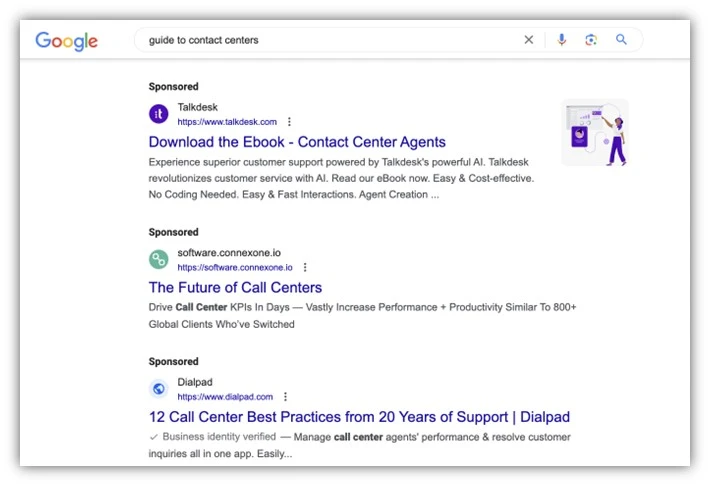 Google
guide to contact centers
Sponsored
Talkdesk
https://www.talkdesk.com
Download the Ebook - Contact Center Agents
Experience superior customer support powered by Talkdesk's powerful AI. Talkdesk
revolutionizes customer service with AI. Read our eBook now. Easy & Cost-effective.
No Coding Needed. Easy & Fast Interactions. Agent Creation ...
Sponsored
software.connexone.io
https://software.connexone.io
The Future of Call Centers
Drive Call Center KPIs In Days — Vastly Increase Performance + Productivity Similar To 800+
Global Clients Who've Switched
Sponsored
Dialpad
https://www.dialpad.com
12 Call Center Best Practices from 20 Years of Support | Dialpad
Business identity verified — Manage call center agents' performance & resolve customer
inquiries all in one app. Easily...